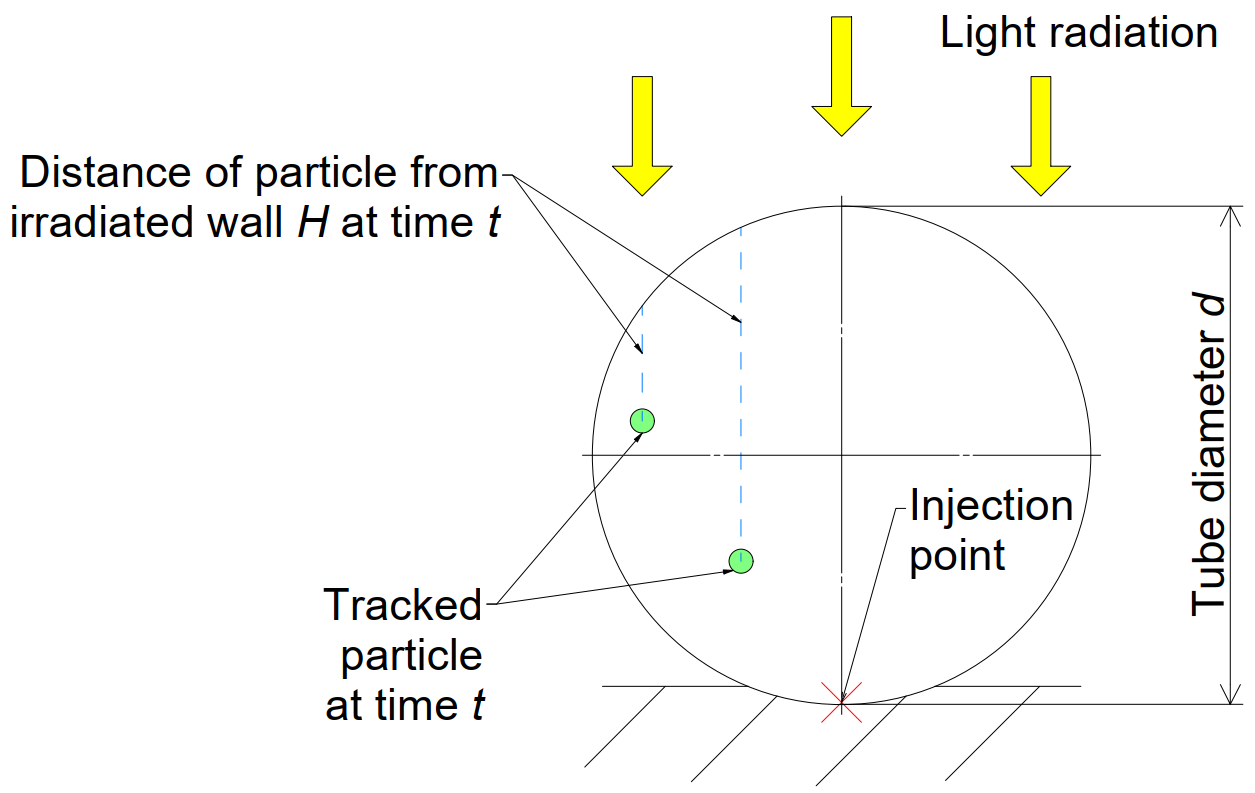 Light radiation
Distance of particle from
irradiated wall H at time t
Tube diameter d
Injection
point
Tracked
particle
at time t